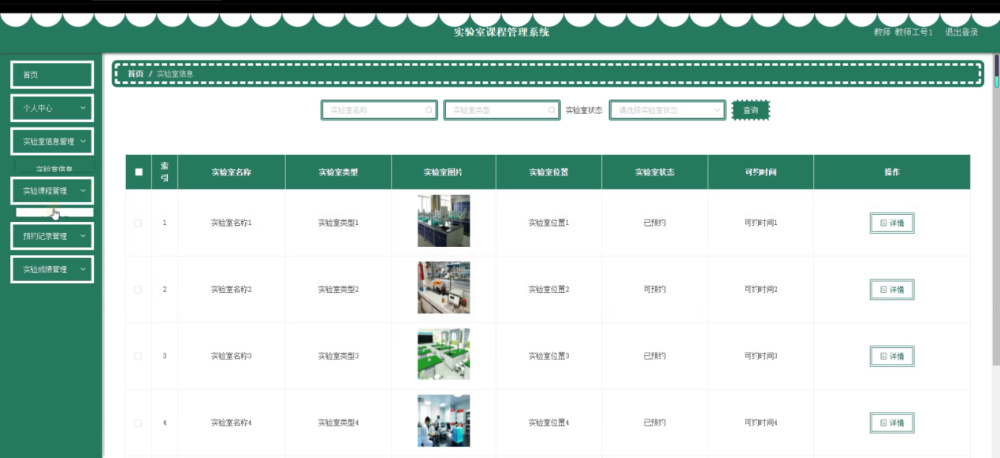 实验室课程管理系统
教师 教师工号1 退出登录
首页
个人中心
实验室信息管理
实验室信息
实验课程管理
预约记录管理
实验成绩管理
首页 / 实验室信息
实验室名称 实验室类型 实验室状态 请选择实验室状态 查询
索引 实验室名称 实验室类型 实验室图片 实验室位置 实验室状态 可约时间 操作
1 实验室名称1 实验室类型1 实验室位置1 已预约 可约时间1 详情
2 实验室名称2 实验室类型2 实验室位置2 可预约 可约时间2 详情
3 实验室名称3 实验室类型3 实验室位置3 已预约 可约时间3 详情
4 实验室名称4 实验室类型4 实验室位置4 已预约 可约时间4 详情